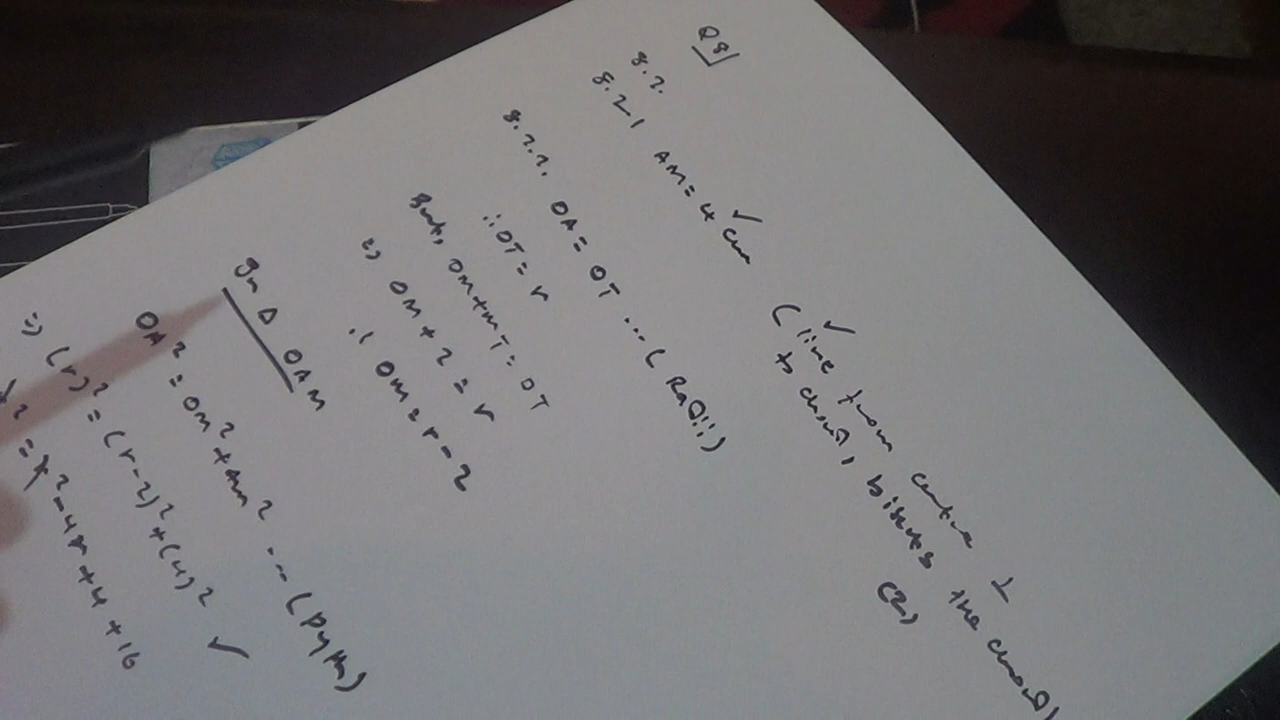 Q8
8.2.
8.2.1 AM = 4 cm ✓ (line from centre ⊥ ✓
to chord, bisects the chord)
(2)
8.2.2. OA = OT ... (Radii)
∴ OT = r
But, OM + MT = OT
=> OM + 2 = r
∴ OM = r - 2
In Δ OAM
OA² = OM² + AM² ... (Pyth)
=> (r)² = (r-2)² + (4)² ✓
r² = r² - 4r + 4 + 16